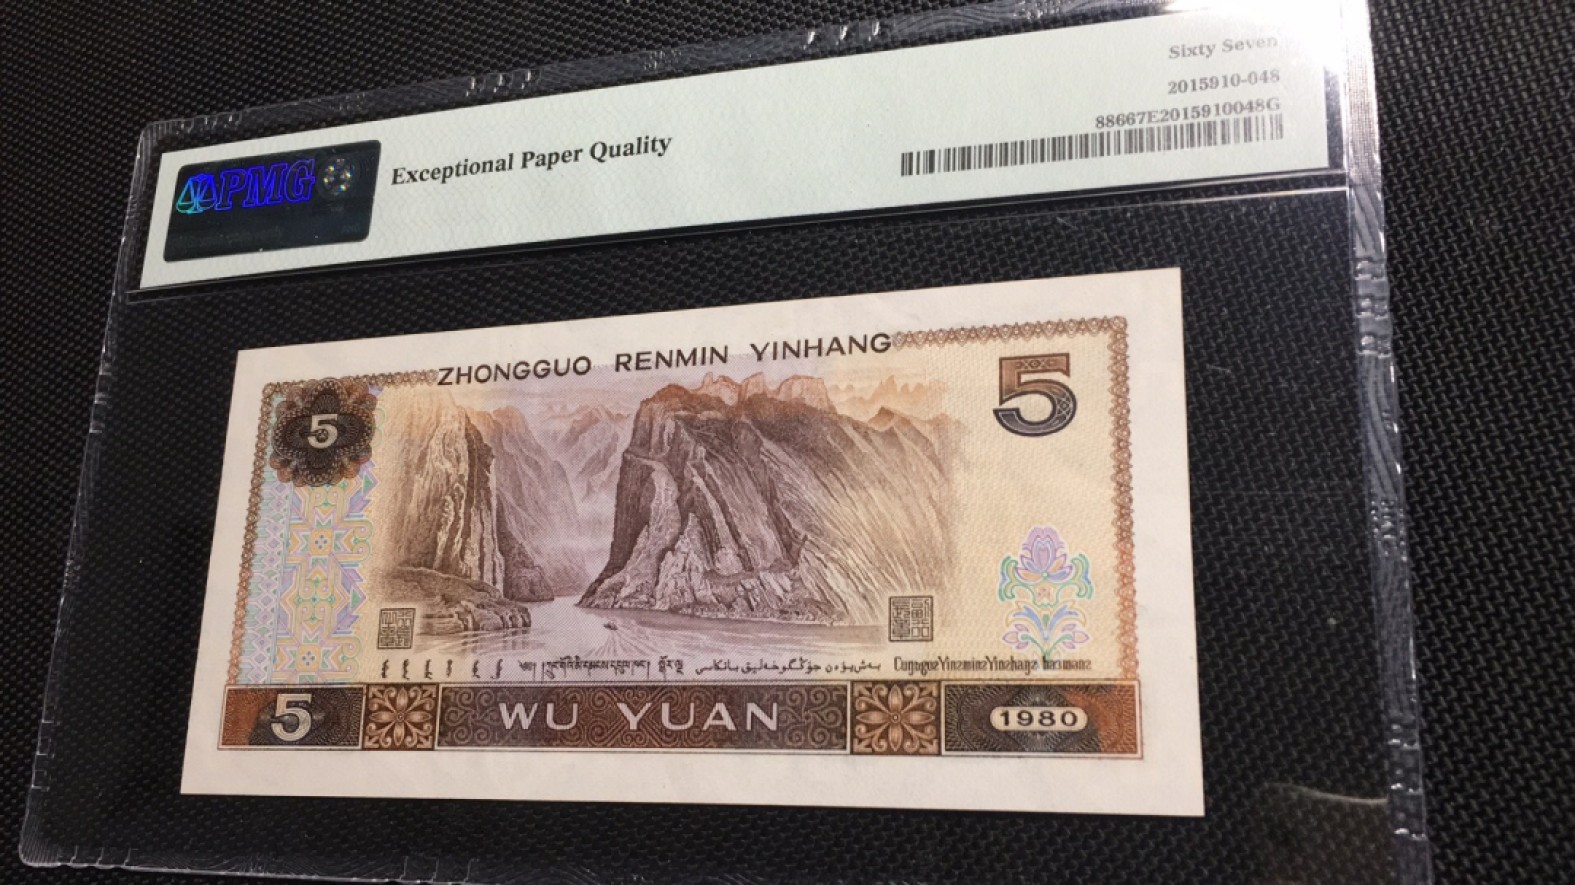 Sixty Seven
2015910-048
88667E2015910048G
PMG
Exceptional Paper Quality
ZHONGGUO RENMIN YINHANG
5
5
5 WU YUAN 1980